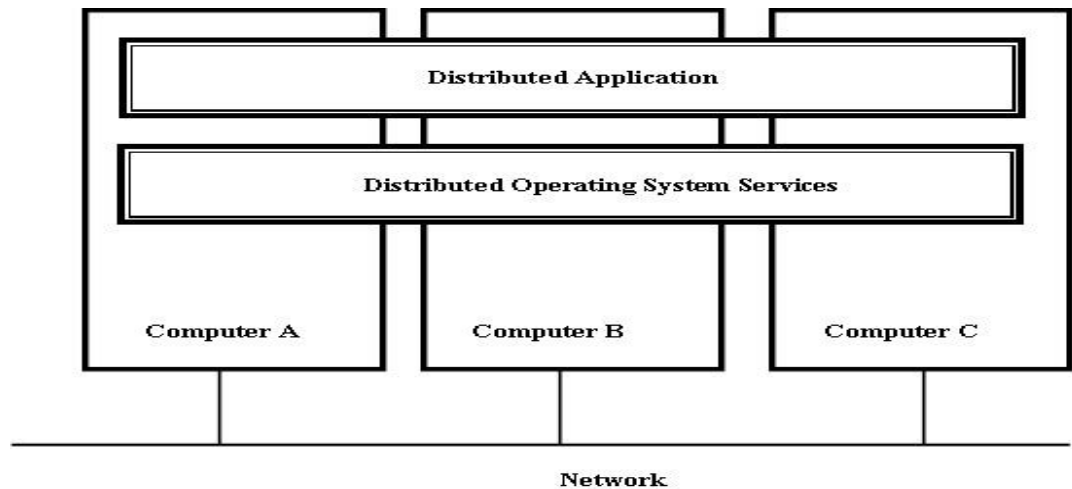 Distributed Application
Distributed Operating System Services
Computer A
Computer B
Computer C
Network